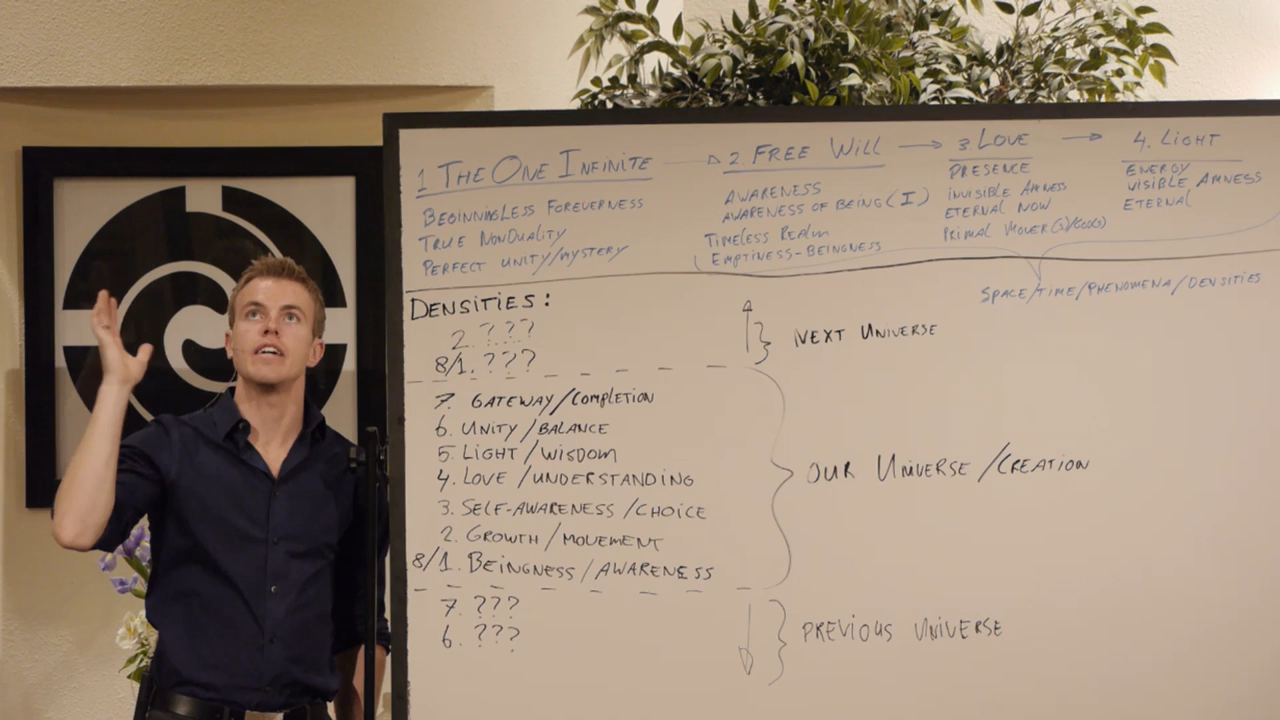 1 THE ONE INFINITE → 2. FREE WILL → 3. LOVE → 4. LIGHT
BEGINNINGLESS FOREVERNESS
TRUE NONDUALITY
PERFECT UNITY/MYSTERY
AWARENESS
AWARENESS OF BEING (I)
TIMELESS REALM
EMPTINESS-BEINGNESS
PRESENCE
INVISIBLE AMNESS
ETERNAL NOW
PRIMAL MOVER(S)/
ENERGY
VISIBLE AMNESS
ETERNAL
SPACE/TIME/PHENOMENA/DENSITIES
DENSITIES:
2. ???
8/1. ???
NEXT UNIVERSE
7. GATEWAY/COMPLETION
6. UNITY/BALANCE
5. LIGHT/WISDOM
4. LOVE/UNDERSTANDING
3. SELF-AWARENESS/CHOICE
2. GROWTH/MOVEMENT
8/1. BEINGNESS/AWARENESS
OUR UNIVERSE/CREATION
7. ???
6. ???
PREVIOUS UNIVERSE